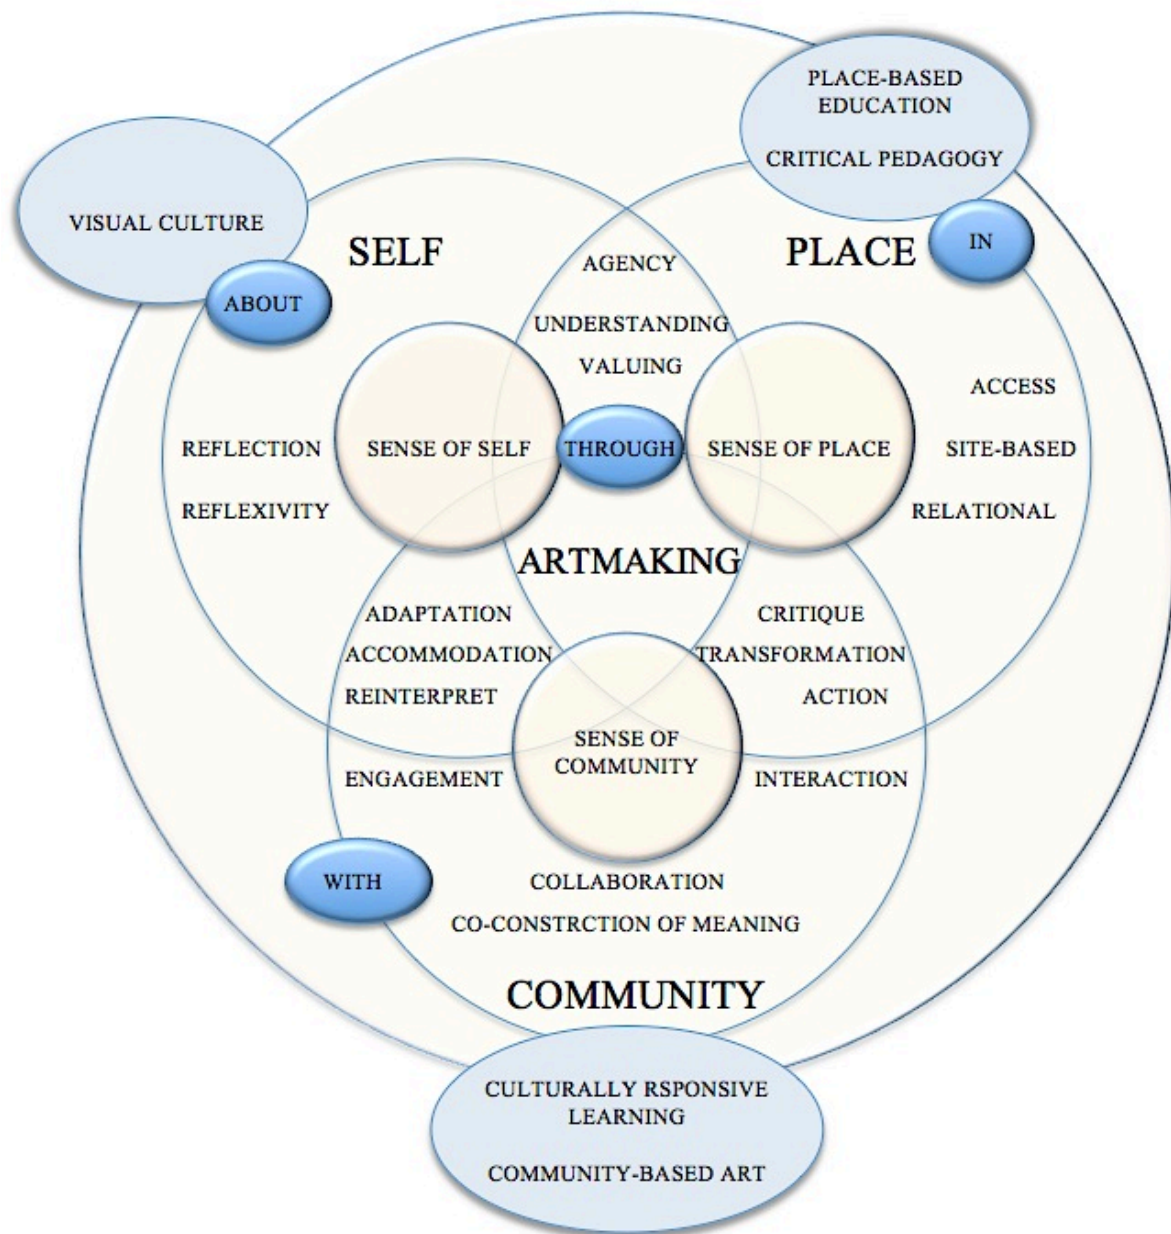 PLACE-BASED
EDUCATION
CRITICAL PEDAGOGY
VISUAL CULTURE
SELF
PLACE
IN
AGENCY
ABOUT
UNDERSTANDING
VALUING
ACCESS
REFLECTION
SENSE OF SELF
THROUGH
SENSE OF PLACE
SITE-BASED
REFLEXIVITY
RELATIONAL
ARTMAKING
ADAPTATION
CRITIQUE
ACCOMMODATION
TRANSFORMATION
REINTERPRET
ACTION
SENSE OF
COMMUNITY
ENGAGEMENT
INTERACTION
WITH
COLLABORATION
CO-CONSTRCTION OF MEANING
COMMUNITY
CULTURALLY RSPONSIVE
LEARNING
COMMUNITY-BASED ART